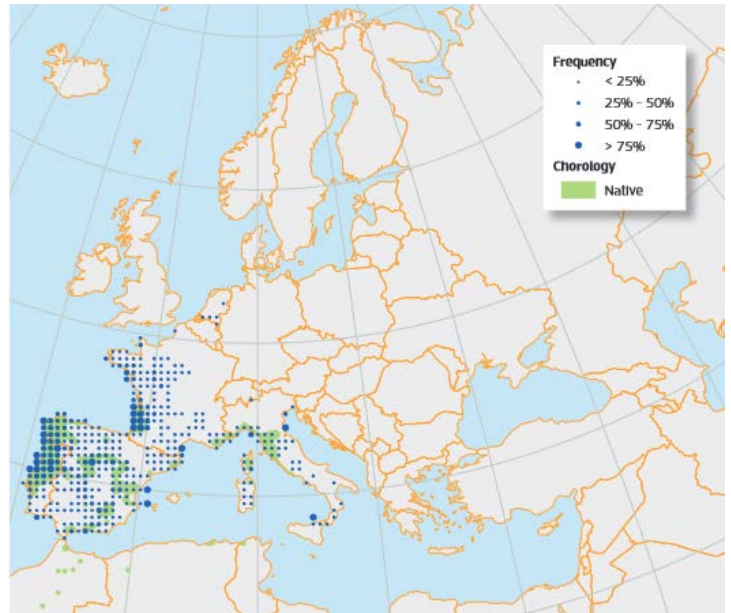 Frequency
< 25%
25% - 50%
50% - 75%
> 75%
Chorology
Native